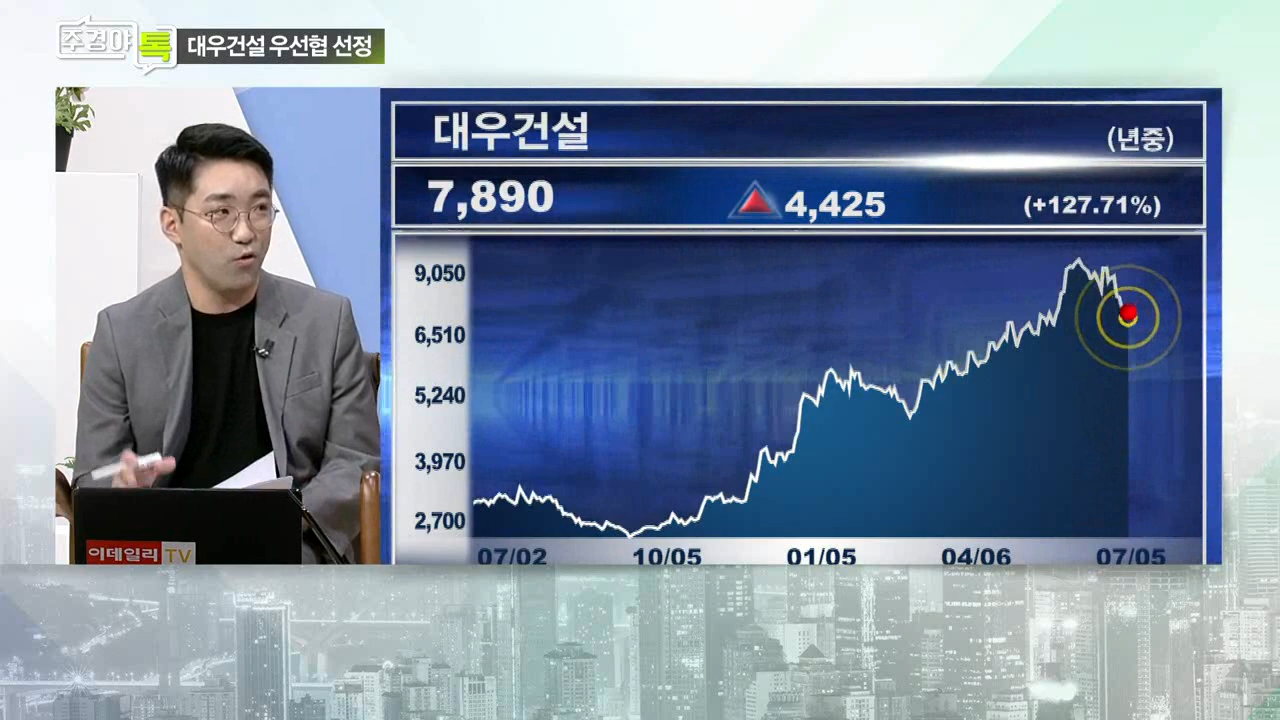 주경야톡
대우건설 우선협 선정
대우건설
(년중)
7,890
4,425
(+127.71%)
9,050
6,510
5,240
3,970
2,700
07/02
10/05
01/05
04/06
07/05
이데일리 TV